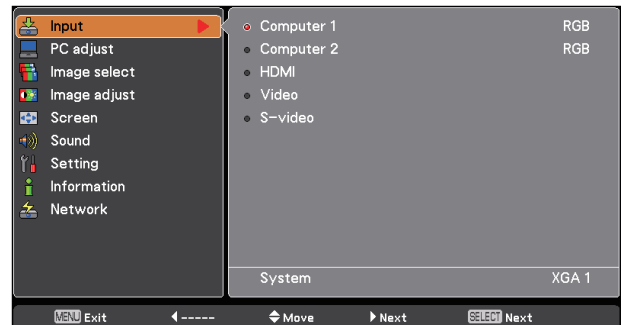 Input
PC adjust
Image select
Image adjust
Screen
Sound
Setting
Information
Network
Computer 1 RGB
Computer 2 RGB
HDMI
Video
S-video
System XGA 1
MENU Exit ----- Move Next SELECT Next